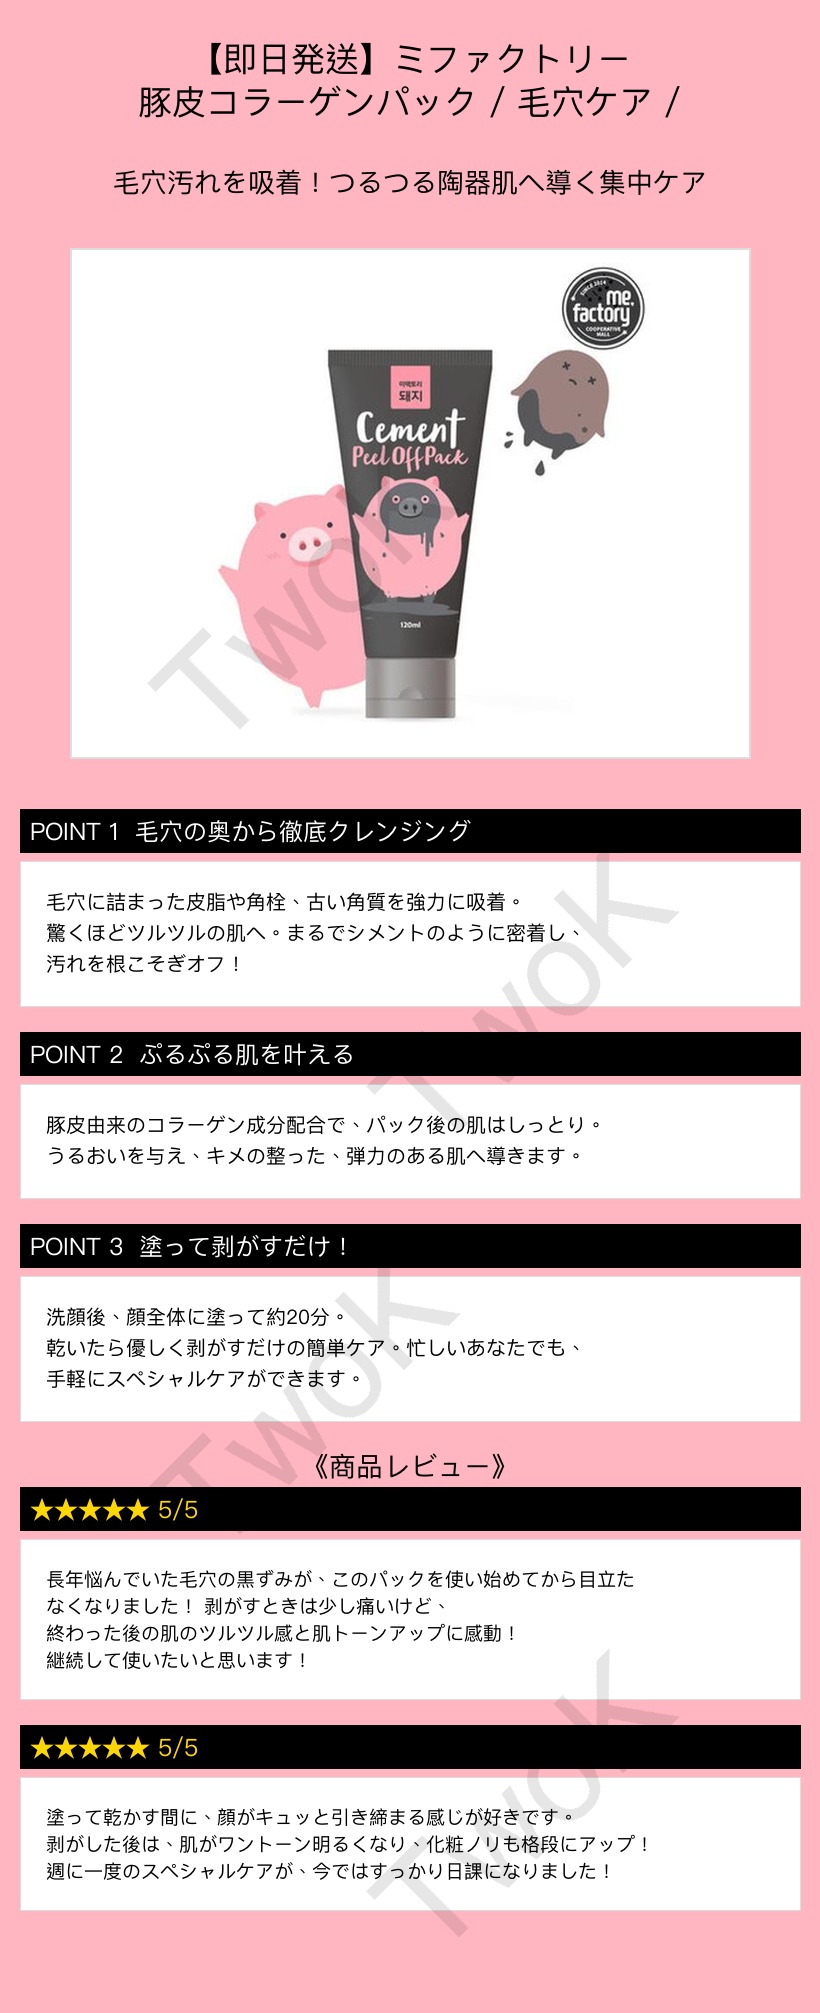 【即日発送】ミファクトリー
豚皮コラーゲンパック / 毛穴ケア /
毛穴汚れを吸着！つるつる陶器肌へ導く集中ケア
SINCE 2014
me.
factory
COOPERATIVE
MALL
미팩토리
돼지
Cement
Peel Off Pack
120ml
TwoK
POINT 1 毛穴の奥から徹底クレンジング
毛穴に詰まった皮脂や角栓、古い角質を強力に吸着。
驚くほどツルツルの肌へ。まるでシメントのように密着し、
汚れを根こそぎオフ！
TwoK
POINT 2 ぷるぷる肌を叶える
豚皮由来のコラーゲン成分配合で、パック後の肌はしっとり。
うるおいを与え、キメの整った、弾力のある肌へ導きます。
POINT 3 塗って剥がすだけ！
洗顔後、顔全体に塗って約20分。
乾いたら優しく剥がすだけの簡単ケア。忙しいあなたでも、
手軽にスペシャルケアができます。
TwoK
《商品レビュー》
★★★★★ 5/5
長年悩んでいた毛穴の黒ずみが、このパックを使い始めてから目立た
なくなりました！ 剥がすときは少し痛いけど、
終わった後の肌のツルツル感と肌トーンアップに感動！
継続して使いたいと思います！
TwoK
★★★★★ 5/5
塗って乾かす間に、顔がキュッと引き締まる感じが好きです。
剥がした後は、肌がワントーン明るくなり、化粧ノリも格段にアップ！
週に一度のスペシャルケアが、今ではすっかり日課になりました！